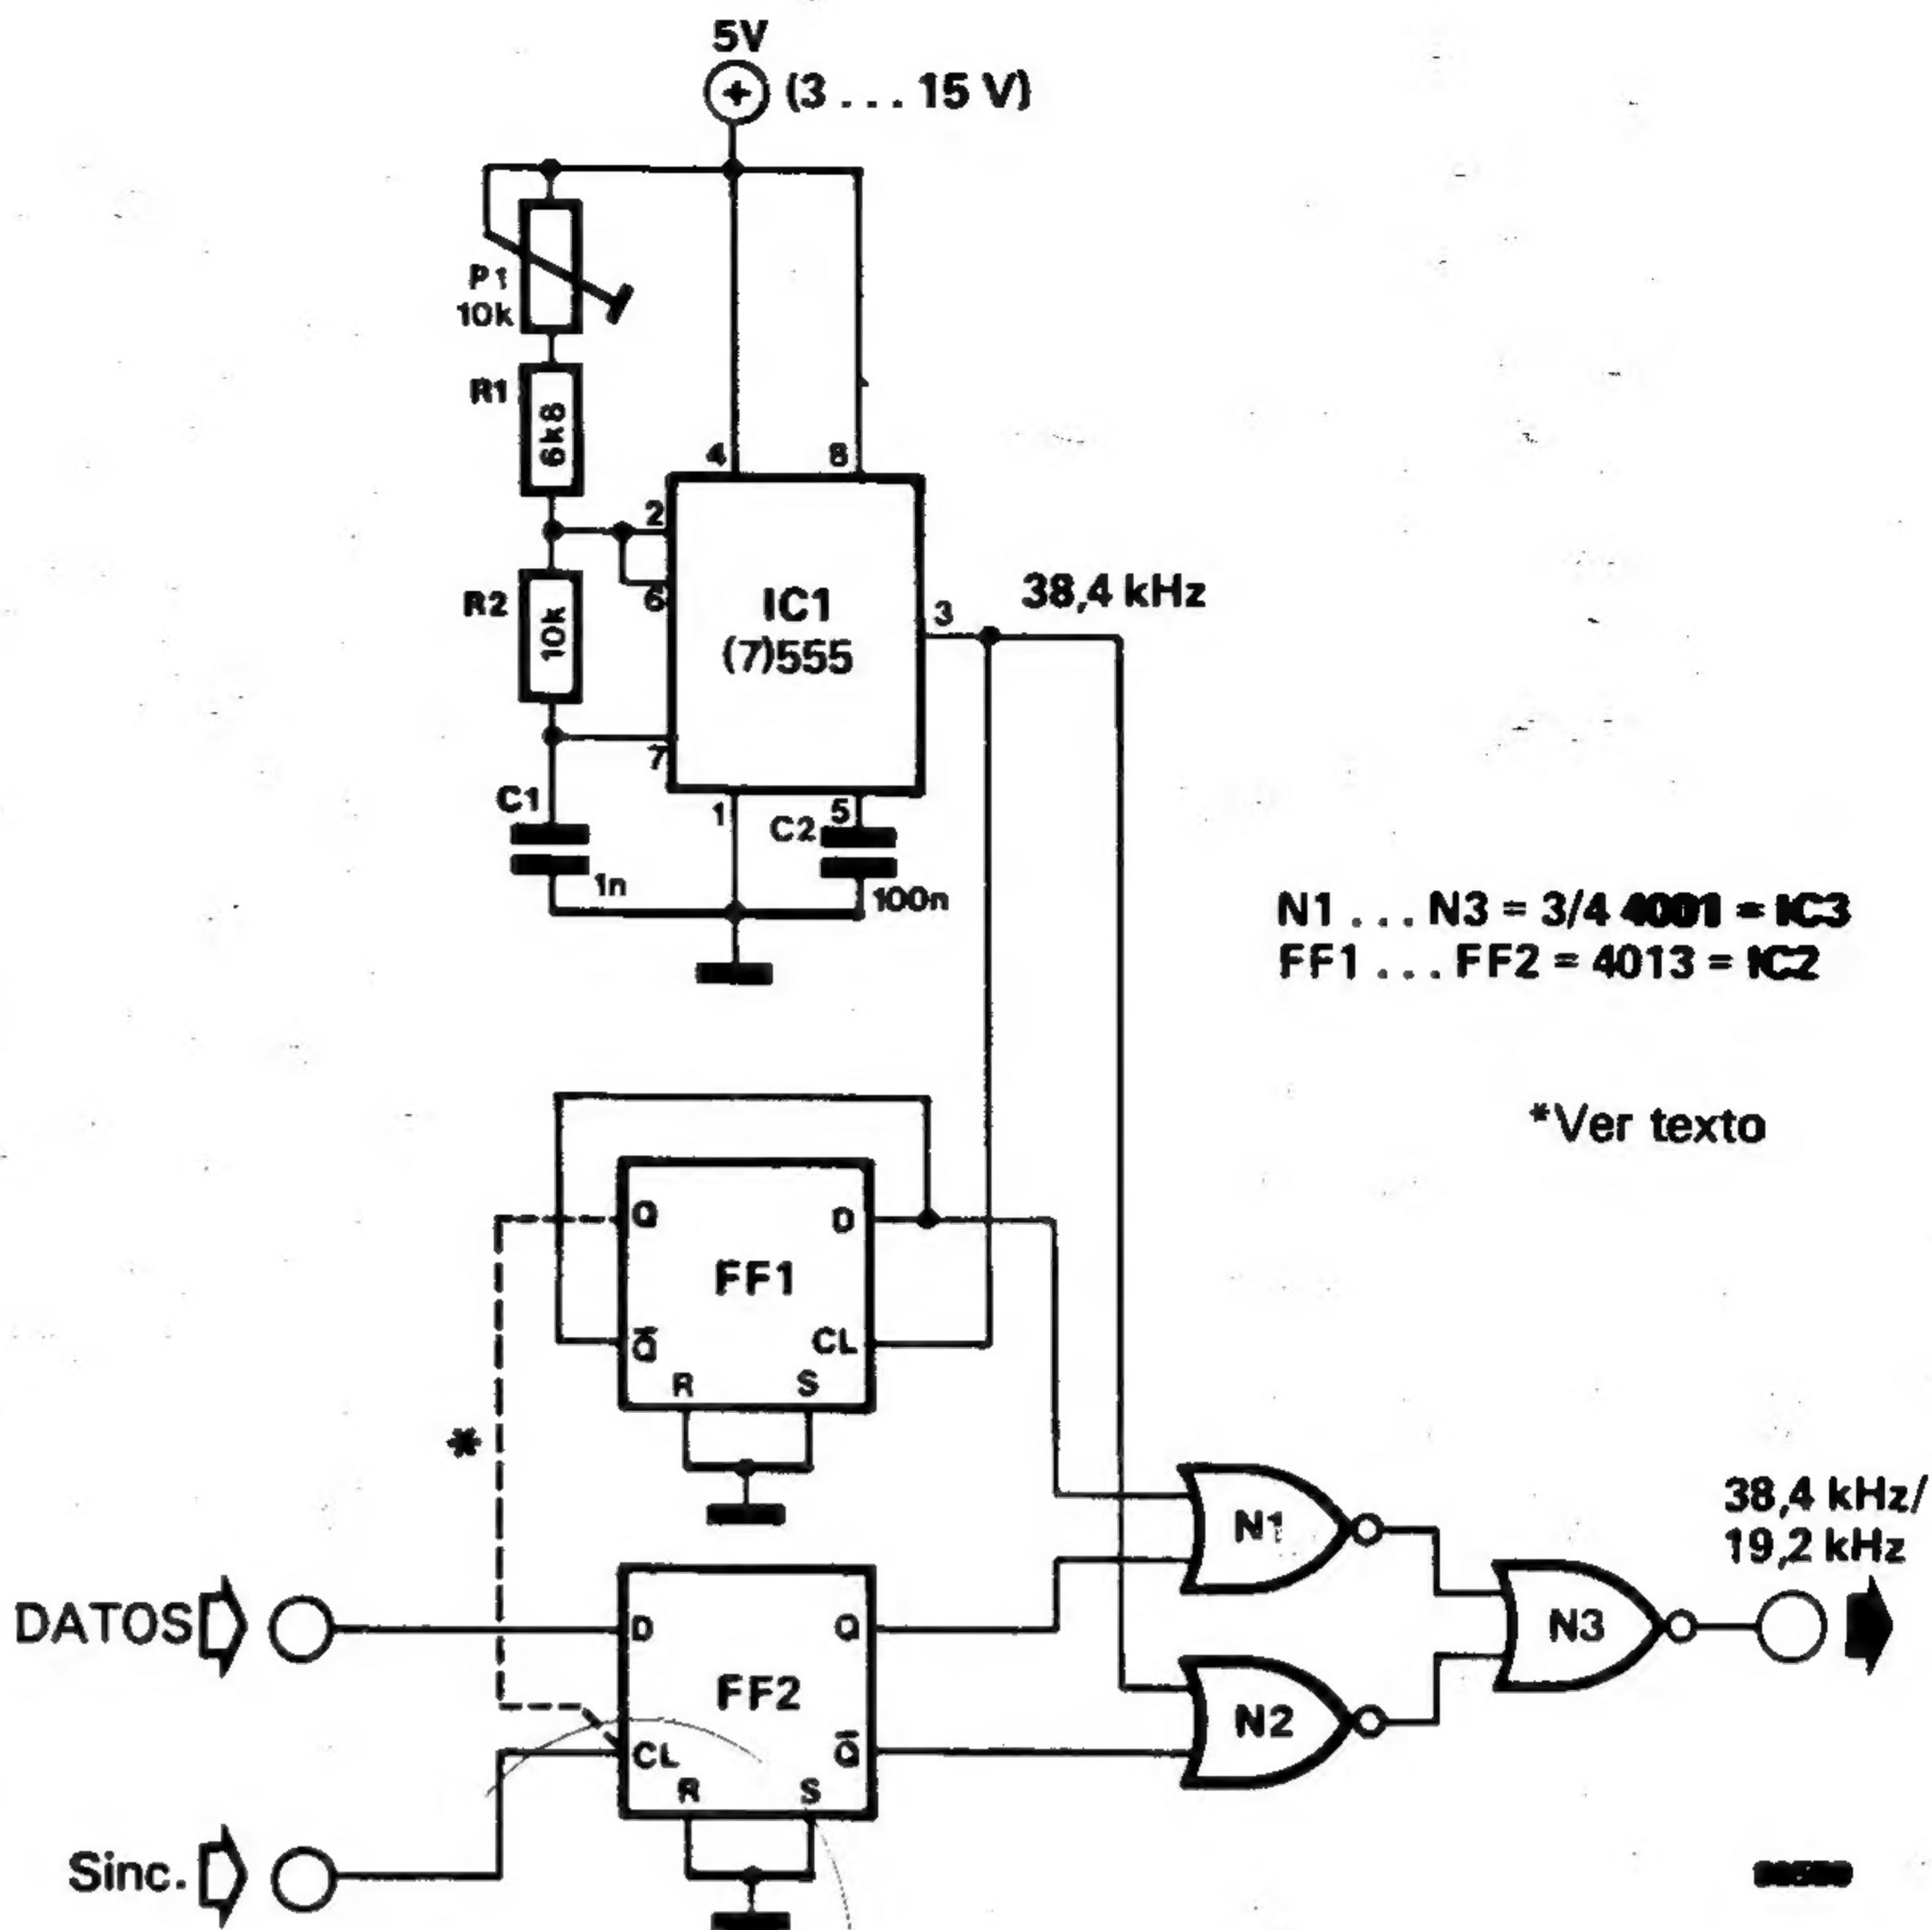 5V
(3 . . . 15 V)
P1
10k
R1
6k8
4
8
2
6
R2
10k
IC1
(7)555
3
38,4 kHz
7
C1
1n
1
5
C2
100n
N1 . . . N3 = 3/4 4001 = IC3
FF1 . . . FF2 = 4013 = IC2
*Ver texto
Q
D
FF1
Q̅
CL
R
S
*
N1
38,4 kHz/
19,2 kHz
DATOS
D
Q
N3
FF2
N2
CL
Q̅
R
S
Sinc.